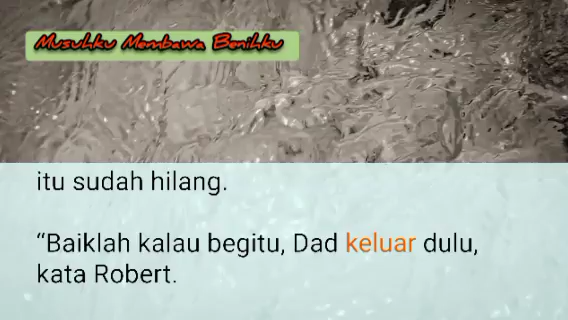 Musuhku Membawa Benihku
itu sudah hilang.
“Baiklah kalau begitu, Dad keluar dulu,
kata Robert.